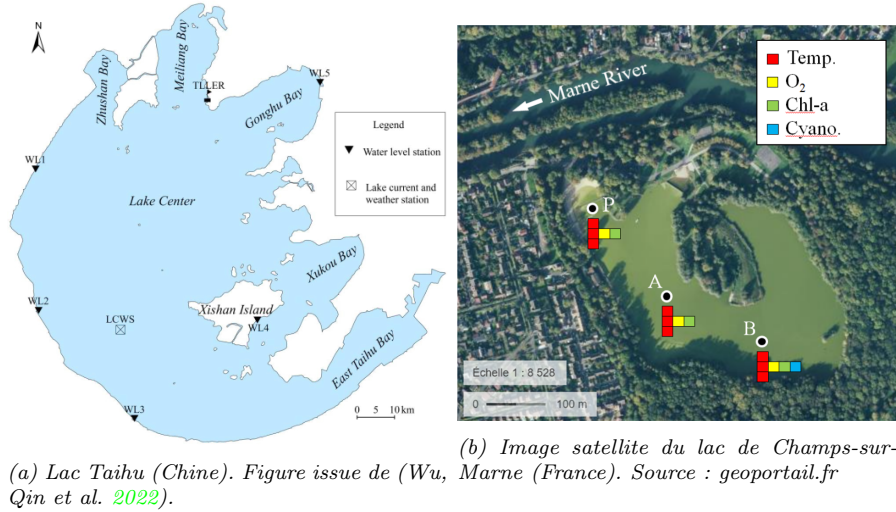 N
Zhushan Bay
Meiliang Bay
TLLER
WL5
Gonghu Bay
Legend
Water level station
Lake current and
weather station
WL1
Lake Center
Xukou Bay
WL2
LCWS
Xishan Island
WL4
East Taihu Bay
WL3
0 5 10 km
(a) Lac Taihu (Chine). Figure issue de (Wu,
Qin et al. 2022).
Marne River
Temp.
O2
Chl-a
Cyano.
P
A
B
Échelle 1 : 8 528
0 100 m
(b) Image satellite du lac de Champs-sur-
Marne (France). Source : geoportail.fr